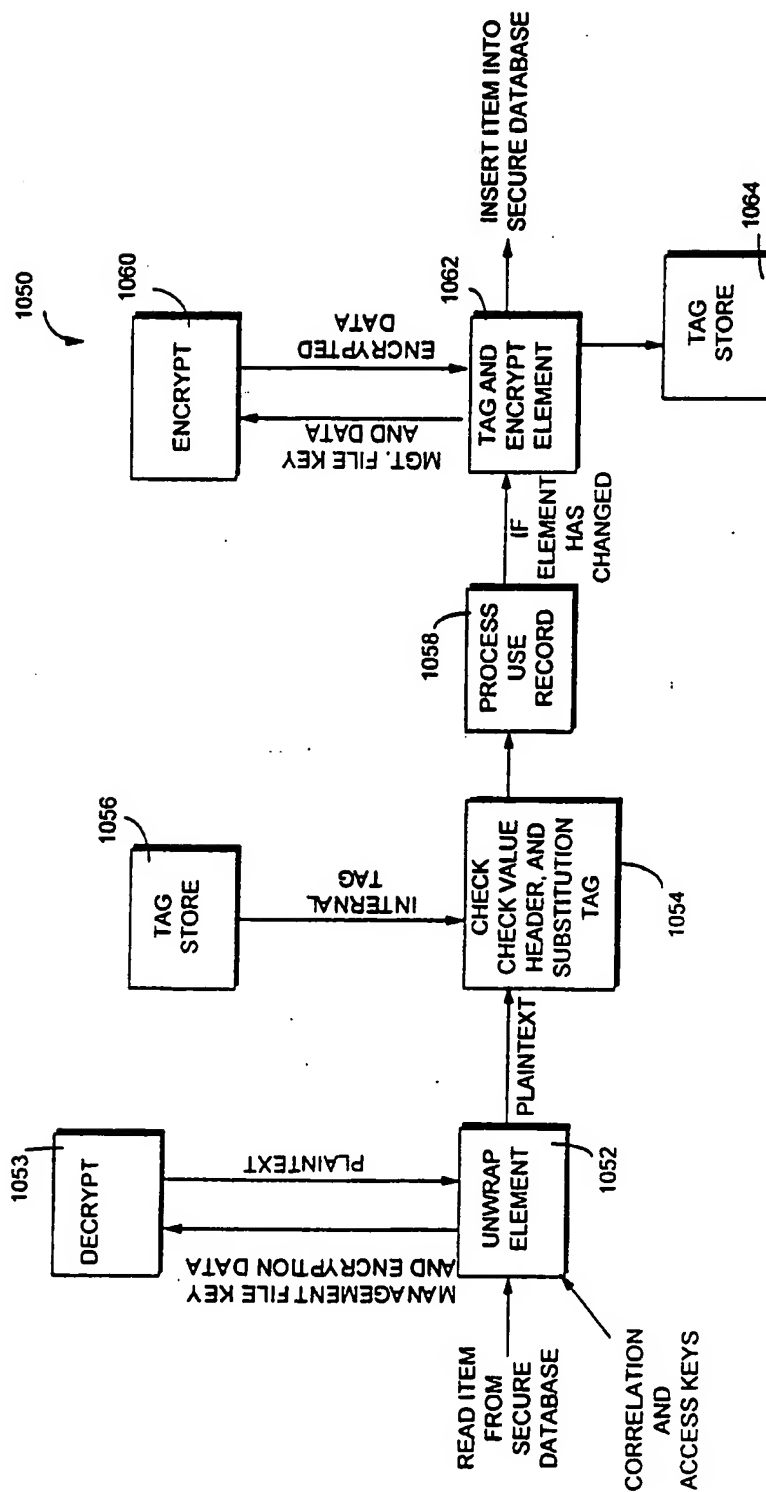 1050
1053
DECRYPT
PLAINTEXT
MANAGEMENT FILE KEY
AND ENCRYPTION DATA
READ ITEM
FROM
SECURE
DATABASE
UNWRAP
ELEMENT
1052
CORRELATION
AND
ACCESS KEYS
PLAINTEXT
1056
TAG
STORE
INTERNAL
TAG
CHECK
CHECK VALUE
HEADER, AND
SUBSTITUTION
TAG
1054
1058
PROCESS
USE
RECORD
IF
ELEMENT
HAS
CHANGED
1060
ENCRYPT
ENCRYPTED
DATA
MGT. FILE KEY
AND DATA
TAG AND
ENCRYPT
ELEMENT
1062
INSERT ITEM INTO
SECURE DATABASE
TAG
STORE
1064